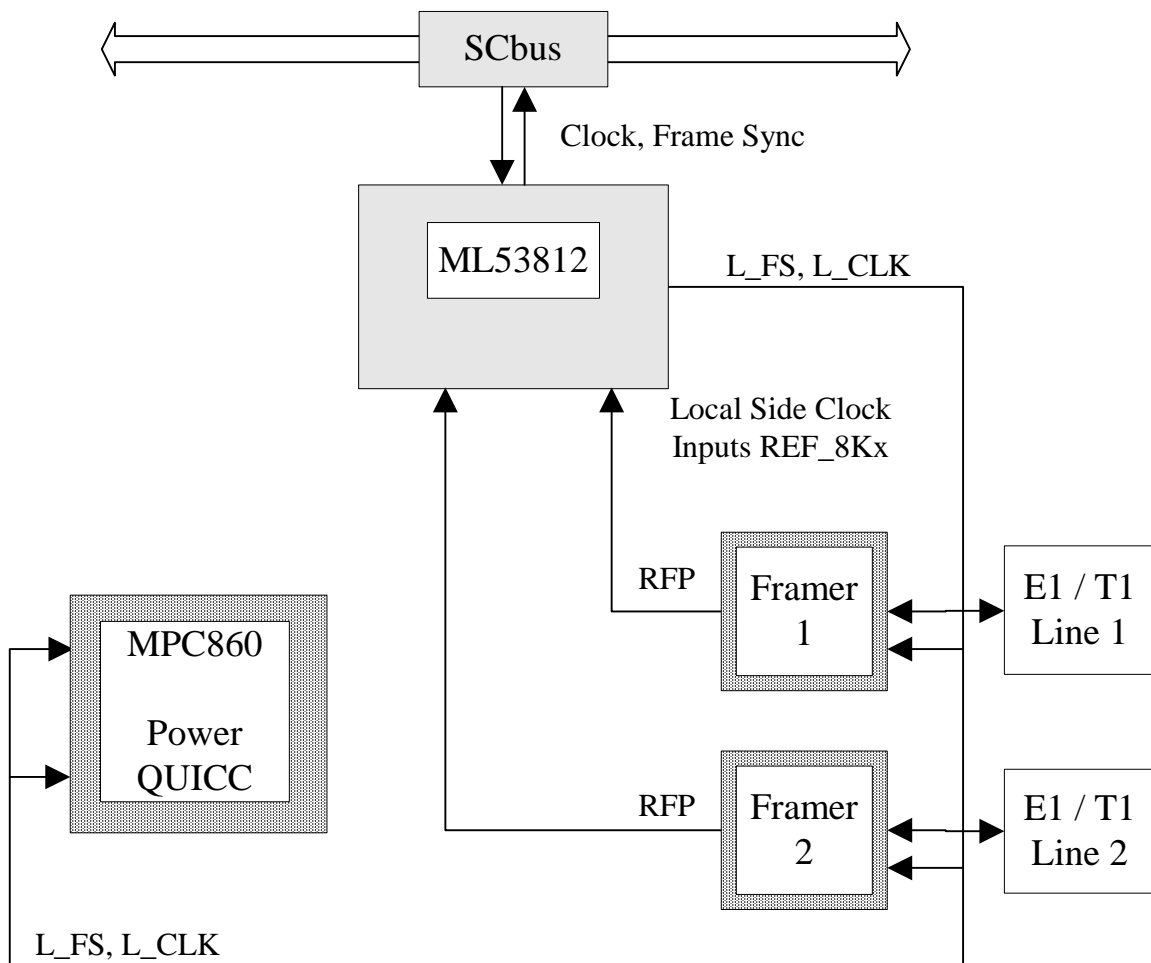 SCbus
Clock, Frame Sync
ML53812
L_FS, L_CLK
Local Side Clock
Inputs REF_8Kx
RFP
Framer
1
E1 / T1
Line 1
MPC860
Power
QUICC
RFP
Framer
2
E1 / T1
Line 2
L_FS, L_CLK